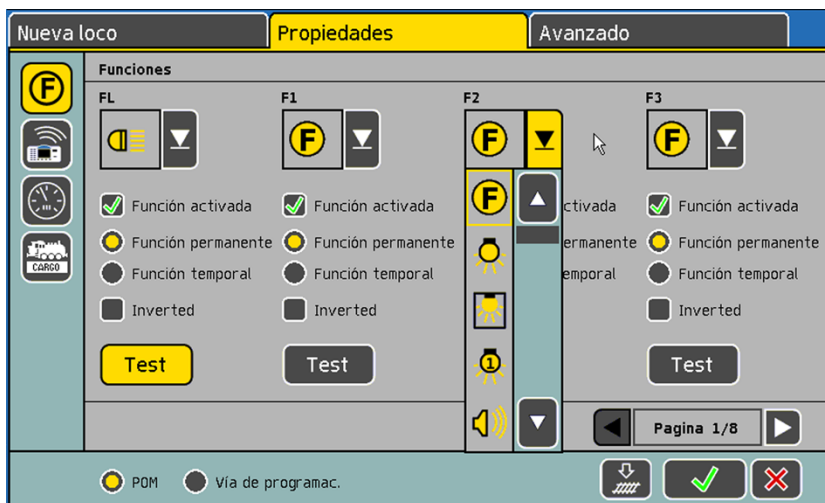 Nueva loco
Propiedades
Avanzado
Funciones
FL F1 F2 F3
F F F F
Función activada Función activada F ctivada Función activada
Función permanente Función permanente ermanente Función permanente
Función temporal Función temporal emporal Función temporal
Inverted Inverted Inverted
Test Test 1 Test
CARGO
Pagina 1/8
POM Vía de programac.